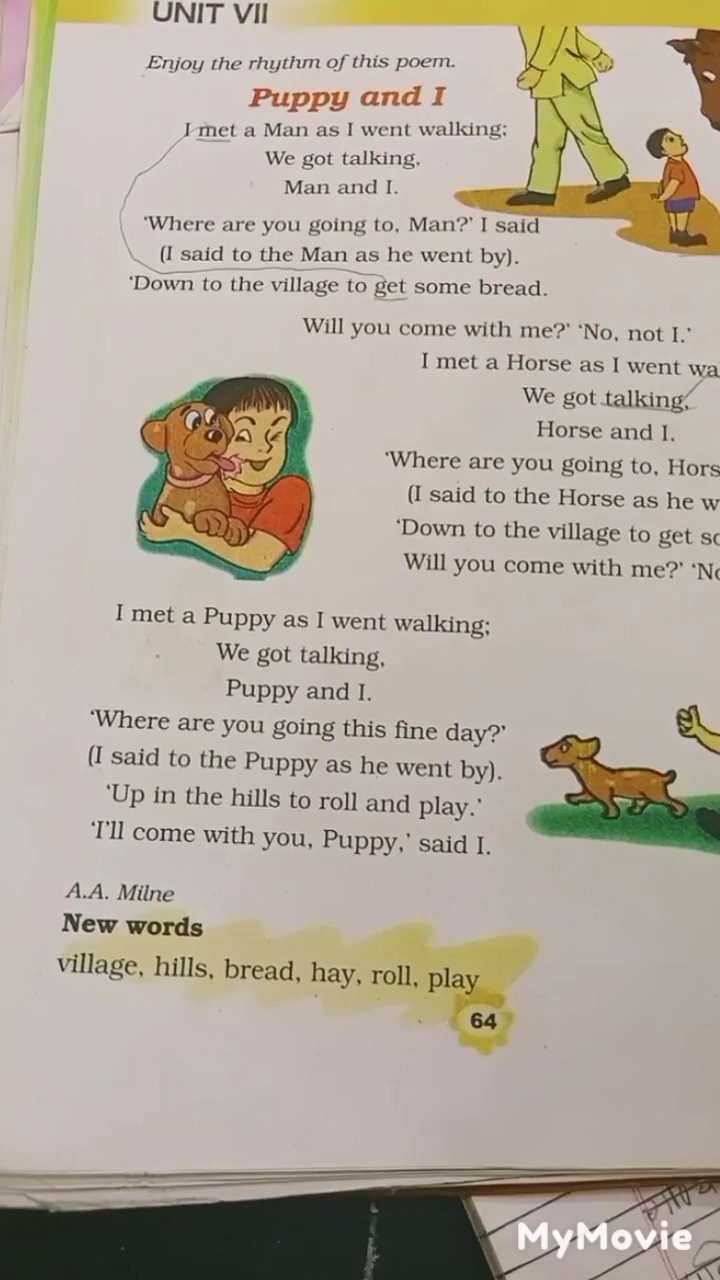 UNIT VII
Enjoy the rhythm of this poem.
Puppy and I
I met a Man as I went walking;
We got talking,
Man and I.
'Where are you going to, Man?' I said
(I said to the Man as he went by).
'Down to the village to get some bread.
Will you come with me?' 'No, not I.'
I met a Horse as I went
We got talking,
Horse and I.
'Where are you going to,
(I said to the Horse as he
'Down to the village to get
Will you come with me?'
I met a Puppy as I went walking;
We got talking,
Puppy and I.
'Where are you going this fine day?'
(I said to the Puppy as he went by).
'Up in the hills to roll and play.'
'I'll come with you, Puppy,' said I.
A.A. Milne
New words
village, hills, bread, hay, roll, play
64
MyMovie